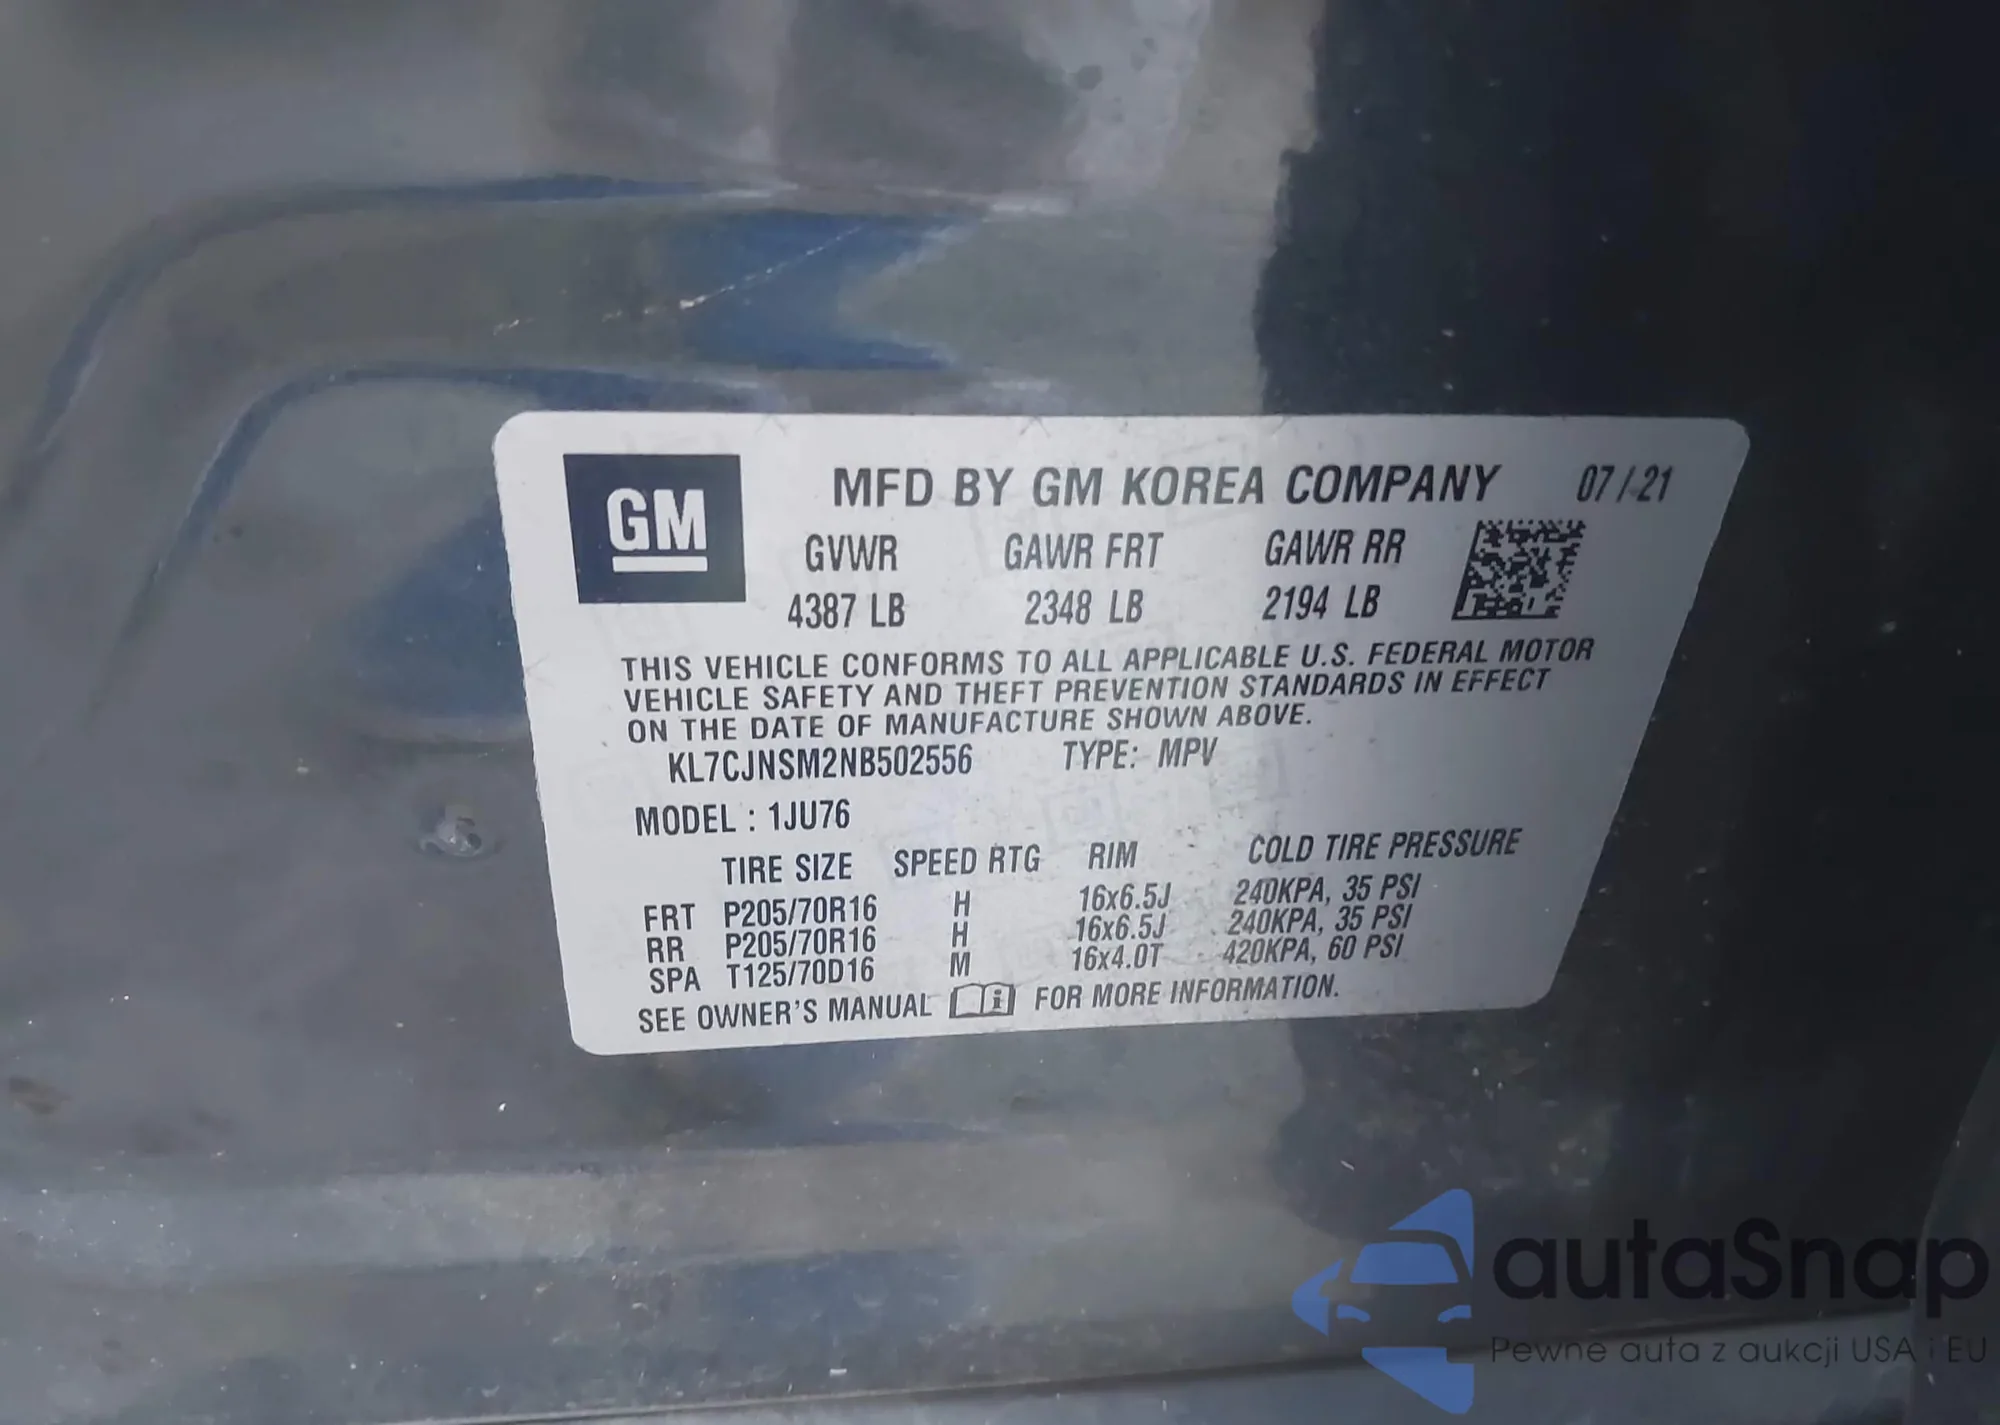 GM
MFD BY GM KOREA COMPANY 07/21
GVWR GAWR FRT GAWR RR
4387 LB 2348 LB 2194 LB
THIS VEHICLE CONFORMS TO ALL APPLICABLE U.S. FEDERAL MOTOR
VEHICLE SAFETY AND THEFT PREVENTION STANDARDS IN EFFECT
ON THE DATE OF MANUFACTURE SHOWN ABOVE.
KL7CJNSM2NB502556 TYPE: MPV
MODEL : 1JU76
TIRE SIZE SPEED RTG RIM COLD TIRE PRESSURE
FRT P205/70R16 H 16x6.5J 240KPA, 35 PSI
RR P205/70R16 H 16x6.5J 240KPA, 35 PSI
SPA T125/70D16 M 16x4.0T 420KPA, 60 PSI
SEE OWNER'S MANUAL i FOR MORE INFORMATION.
autaSnap
Pewne auta z aukcji USA i EU